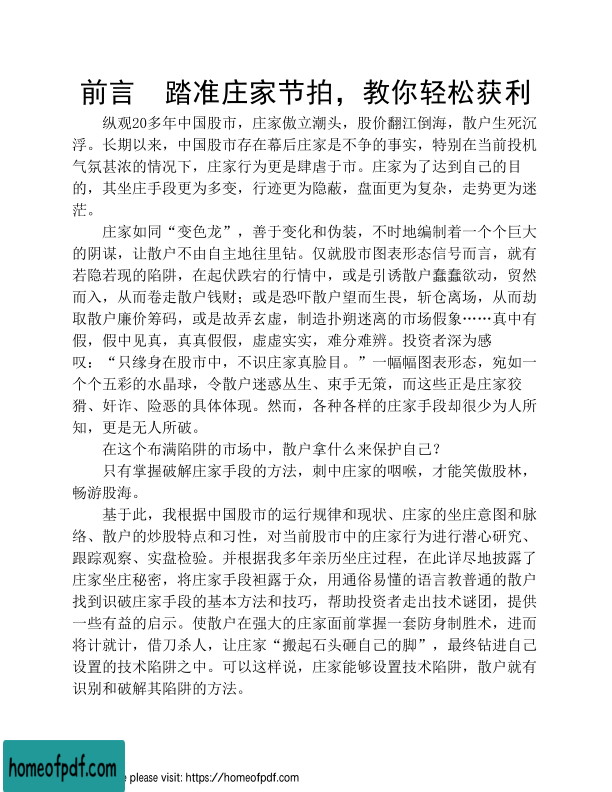 前言　踏准庄家节拍，教你轻松获利
纵观20多年中国股市，庄家傲立潮头，股价翻江倒海，散户生死沉
浮。长期以来，中国股市存在幕后庄家是不争的事实，特别在当前投机
气氛甚浓的情况下，庄家行为更是肆虐于市。庄家为了达到自己的目
的，其坐庄手段更为多变，行迹更为隐蔽，盘面更为复杂，走势更为迷
茫。
庄家如同“变色龙”，善于变化和伪装，不时地编制着一个个巨大
的阴谋，让散户不由自主地往里钻。仅就股市图表形态信号而言，就有
若隐若现的陷阱，在起伏跌宕的行情中，或是引诱散户蠢蠢欲动，贸然
而入，从而卷走散户钱财；或是恐吓散户望而生畏，斩仓离场，从而劫
取散户廉价筹码，或是故弄玄虚，制造扑朔迷离的市场假象……真中有
假，假中见真，真真假假，虚虚实实，难分难辨。投资者深为感
叹：“只缘身在股市中，不识庄家真脸目。”一幅幅图表形态，宛如一
个个五彩的水晶球，令散户迷惑丛生、束手无策，而这些正是庄家狡
猾、奸诈、险恶的具体体现。然而，各种各样的庄家手段却很少为人所
知，更是无人所破。
在这个布满陷阱的市场中，散户拿什么来保护自己？
只有掌握破解庄家手段的方法，刺中庄家的咽喉，才能笑傲股林，
畅游股海。
基于此，我根据中国股市的运行规律和现状、庄家的坐庄意图和脉
络、散户的炒股特点和习性，对当前股市中的庄家行为进行潜心研究、
跟踪观察、实盘检验。并根据我多年亲历坐庄过程，在此详尽地披露了
庄家坐庄秘密，将庄家手段袒露于众，用通俗易懂的语言教普通的散户
找到识破庄家手段的基本方法和技巧，帮助投资者走出技术谜团，提供
一些有益的启示。使散户在强大的庄家面前掌握一套防身制胜术，进而
将计就计，借刀杀人，让庄家“搬起石头砸自己的脚”，最终钻进自己
设置的技术陷阱之中。可以这样说，庄家能够设置技术陷阱，散户就有
识别和破解其陷阱的方法。
homeofpdf.com
e please visit: https://homeofpdf.com